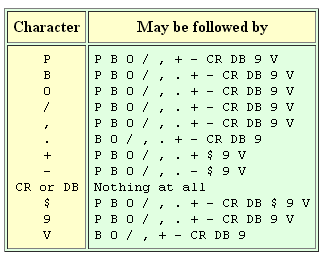 Character May be followed by
P P B 0 / , + - CR DB 9 V
B P B 0 / , . + - CR DB 9 V
0 P B 0 / , . + - CR DB 9 V
/ P B 0 / , . + - CR DB 9 V
, P B 0 / , . + - CR DB 9 V
. B 0 / , . + - CR DB 9
+ P B 0 / , . + $ 9 V
- P B 0 / , . - $ 9 V
CR or DB Nothing at all
$ P B 0 / , . + - CR DB $ 9 V
9 P B 0 / , . + - CR DB 9 V
V B 0 / , + - CR DB 9